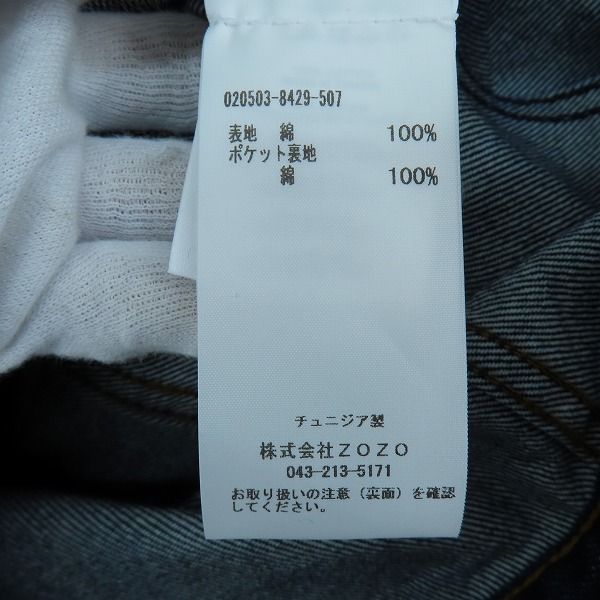 020503-8429-507
表地 綿 100%
ポケット裏地
綿 100%
チュニジア製
株式会社ZOZO
043-213-5171
お取り扱いの注意（裏面）を確認
してください。